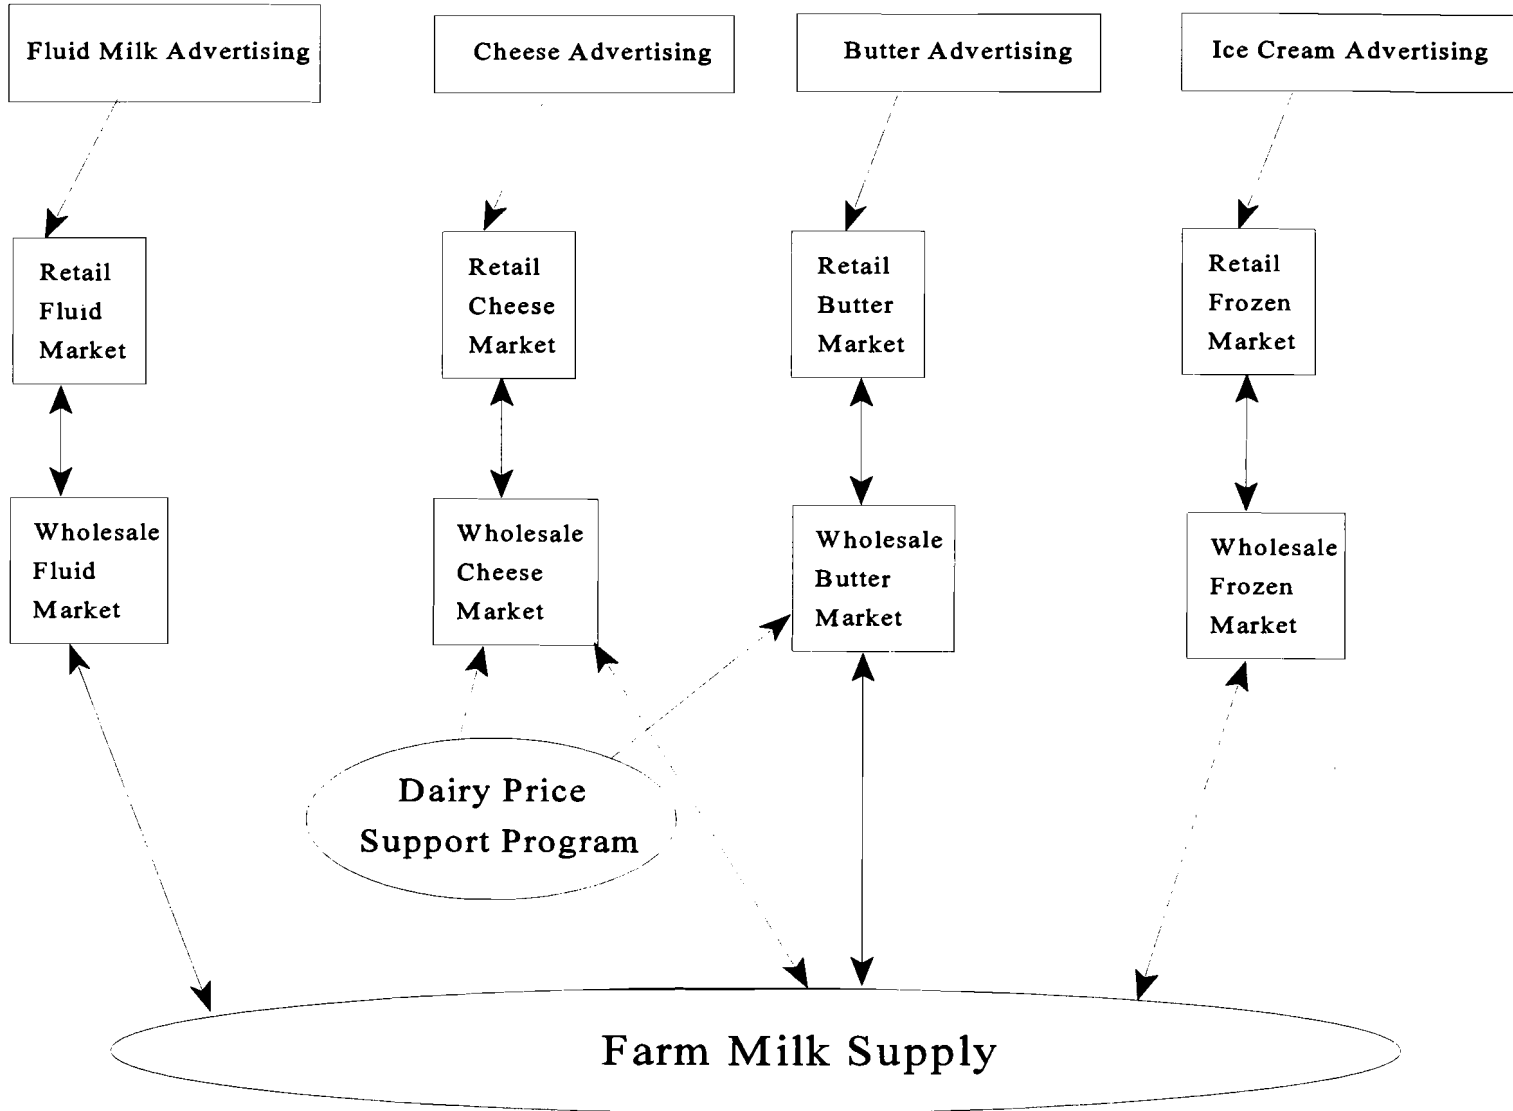 Fluid Milk Advertising
Cheese Advertising
Butter Advertising
Ice Cream Advertising
Retail
Fluid
Market
Retail
Cheese
Market
Retail
Butter
Market
Retail
Frozen
Market
Wholesale
Fluid
Market
Wholesale
Cheese
Market
Wholesale
Butter
Market
Wholesale
Frozen
Market
Dairy Price
Support Program
Farm Milk Supply